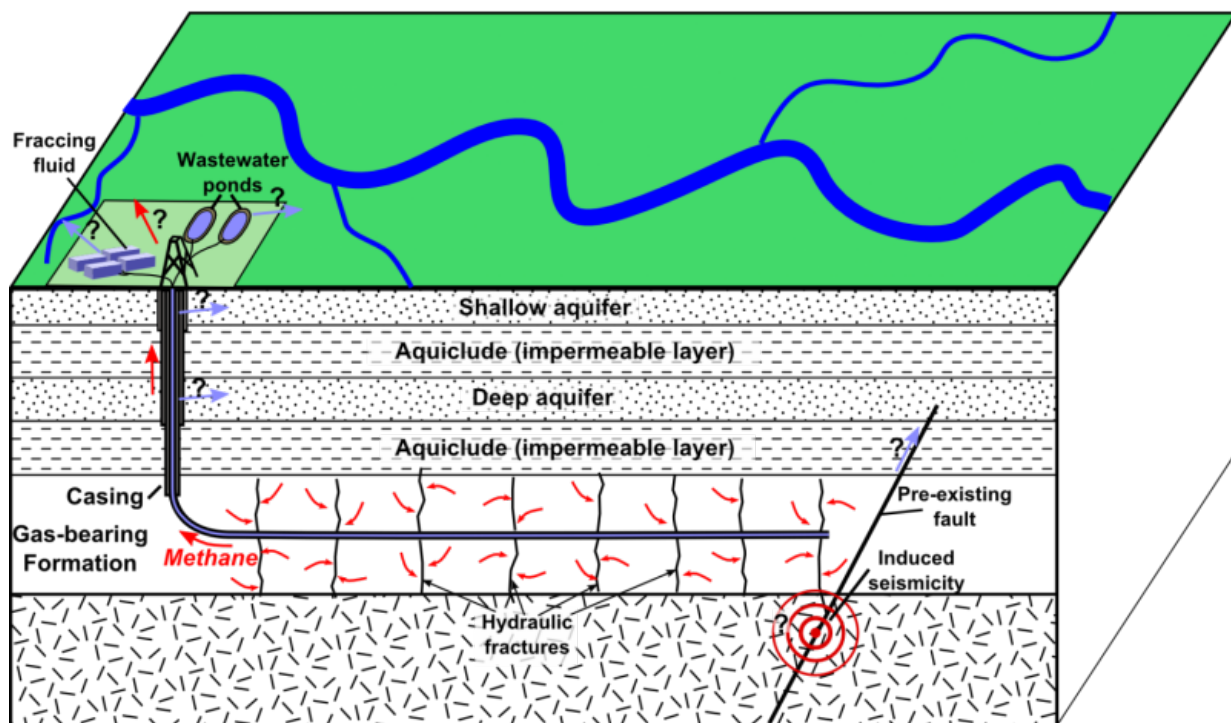 Fraccing
fluid
Wastewater
ponds
?
?
?
?
Shallow aquifer
Aquiclude (impermeable layer)
?
Deep aquifer
Aquiclude (impermeable layer)
?
Casing
Pre-existing
fault
Gas-bearing
Formation
Methane
Induced
seismicity
Hydraulic
fractures
?